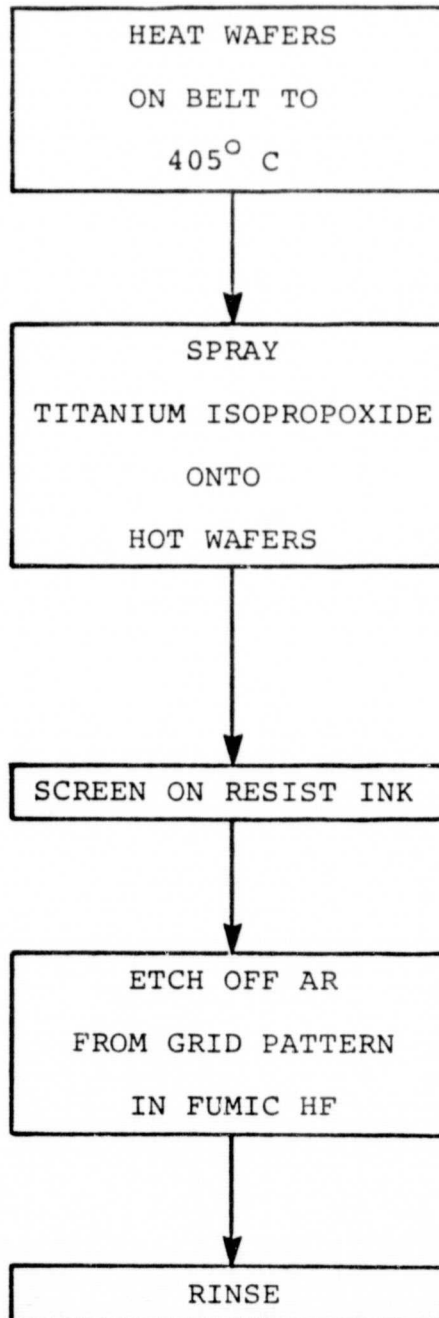 HEAT WAFERS
ON BELT TO
405° C
SPRAY
TITANIUM ISOPROPOXIDE
ONTO
HOT WAFERS
SCREEN ON RESIST INK
ETCH OFF AR
FROM GRID PATTERN
IN FUMIC HF
RINSE